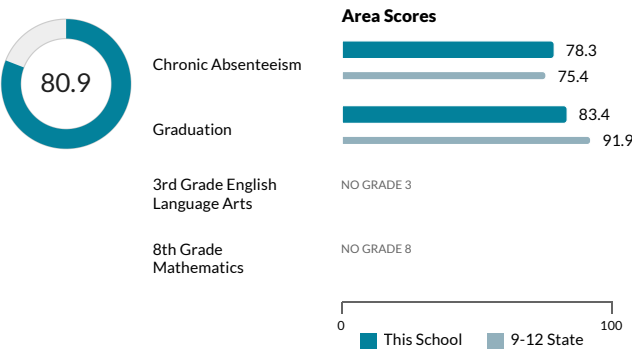 Area Scores
80.9
Chronic Absenteeism
78.3
75.4
Graduation
83.4
91.9
3rd Grade English
Language Arts
NO GRADE 3
8th Grade
Mathematics
NO GRADE 8
0
100
This School
9-12 State